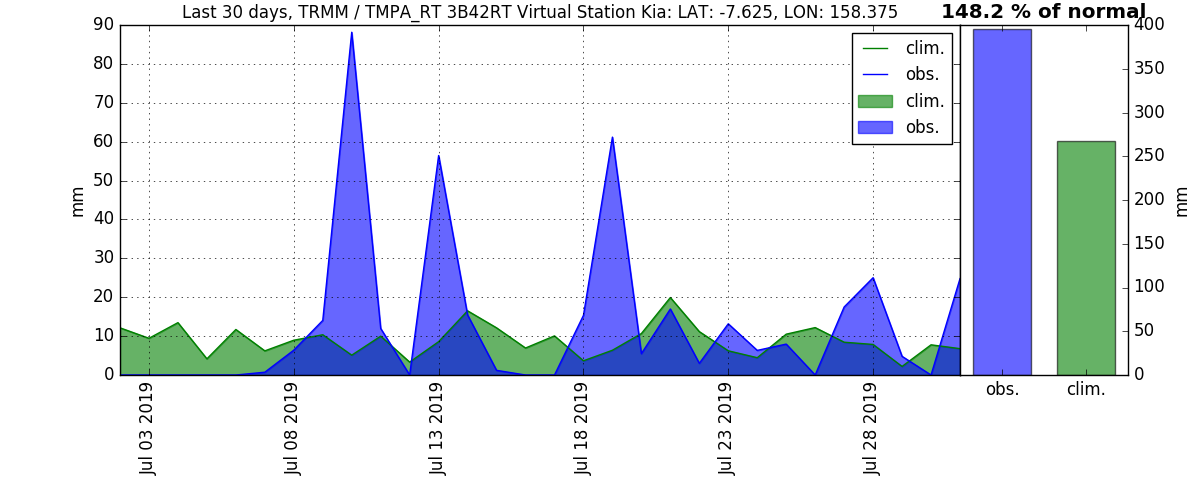 Last 30 days, TRMM / TMPA_RT 3B42RT Virtual Station Kia: LAT: -7.625, LON: 158.375
148.2 % of normal
90
80
70
60
50
40
30
20
10
0
mm
clim.
obs.
clim.
obs.
Jul 03 2019
Jul 08 2019
Jul 13 2019
Jul 18 2019
Jul 23 2019
Jul 28 2019
400
350
300
250
200
150
100
50
0
mm
obs.
clim.